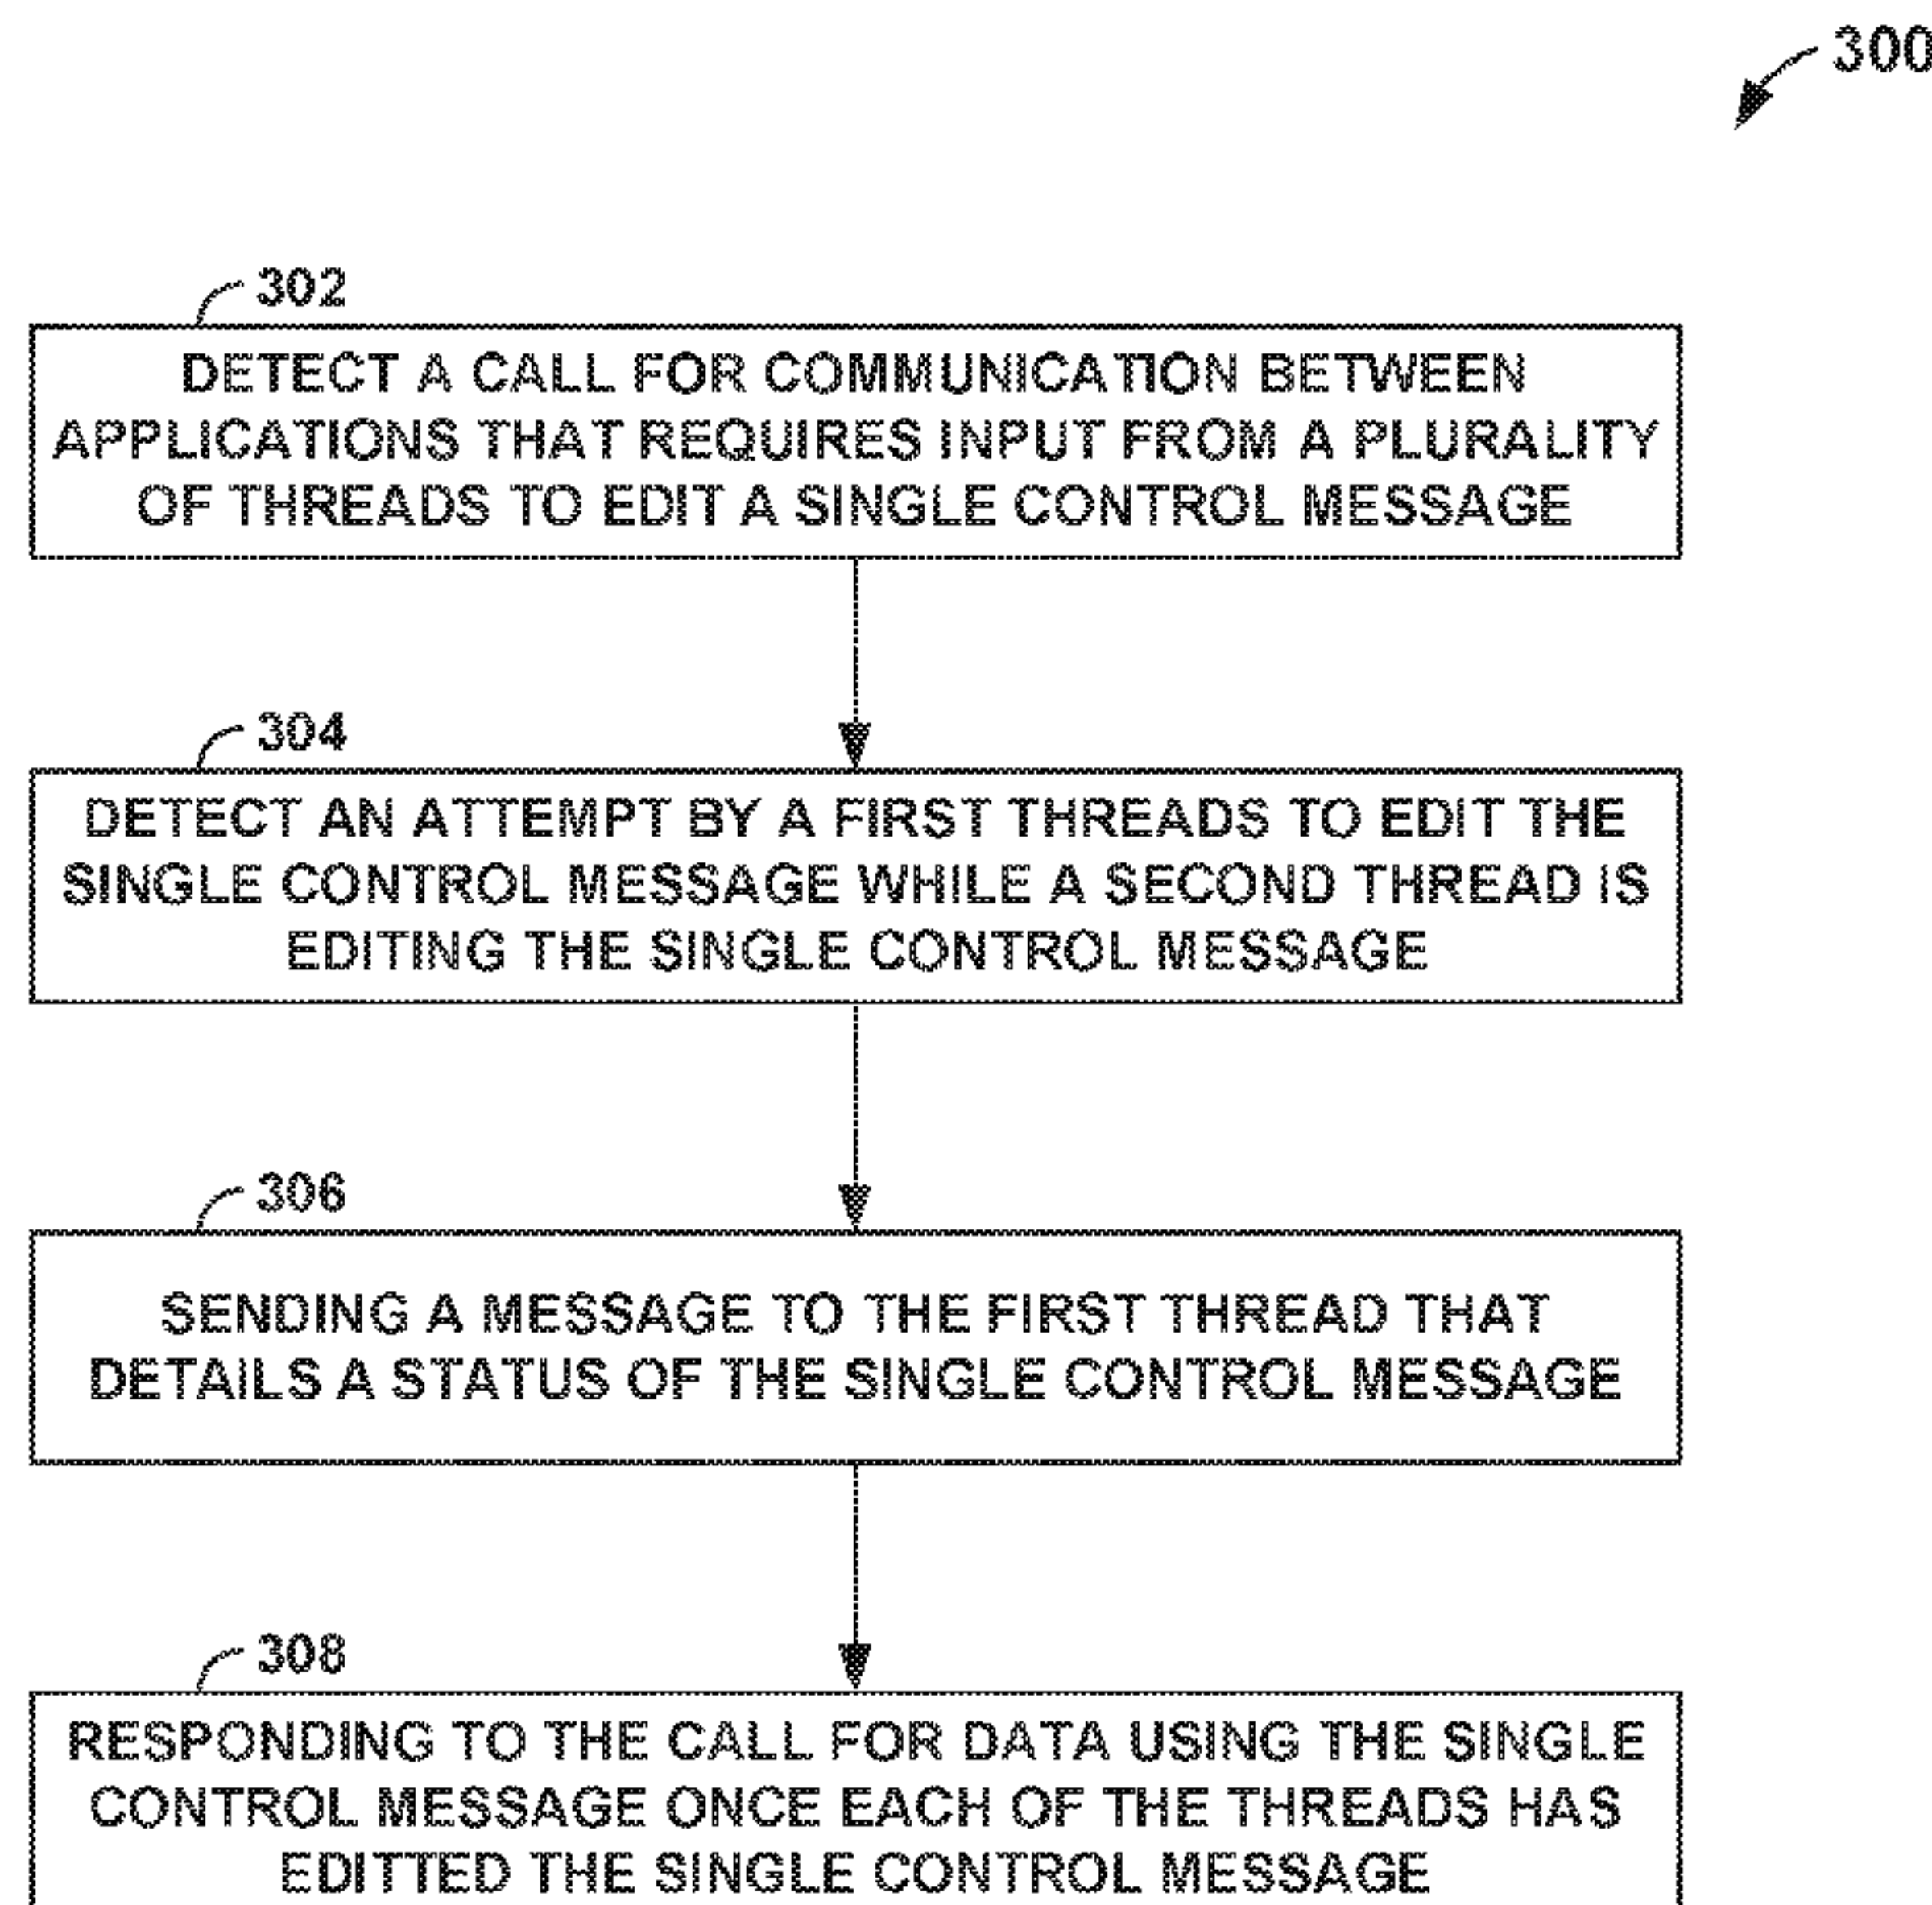 300
302
DETECT A CALL FOR COMMUNICATION BETWEEN
APPLICATIONS THAT REQUIRES INPUT FROM A PLURALITY
OF THREADS TO EDIT A SINGLE CONTROL MESSAGE
304
DETECT AN ATTEMPT BY A FIRST THREADS TO EDIT THE
SINGLE CONTROL MESSAGE WHILE A SECOND THREAD IS
EDITING THE SINGLE CONTROL MESSAGE
306
SENDING A MESSAGE TO THE FIRST THREAD THAT
DETAILS A STATUS OF THE SINGLE CONTROL MESSAGE
308
RESPONDING TO THE CALL FOR DATA USING THE SINGLE
CONTROL MESSAGE ONCE EACH OF THE THREADS HAS
EDITTED THE SINGLE CONTROL MESSAGE